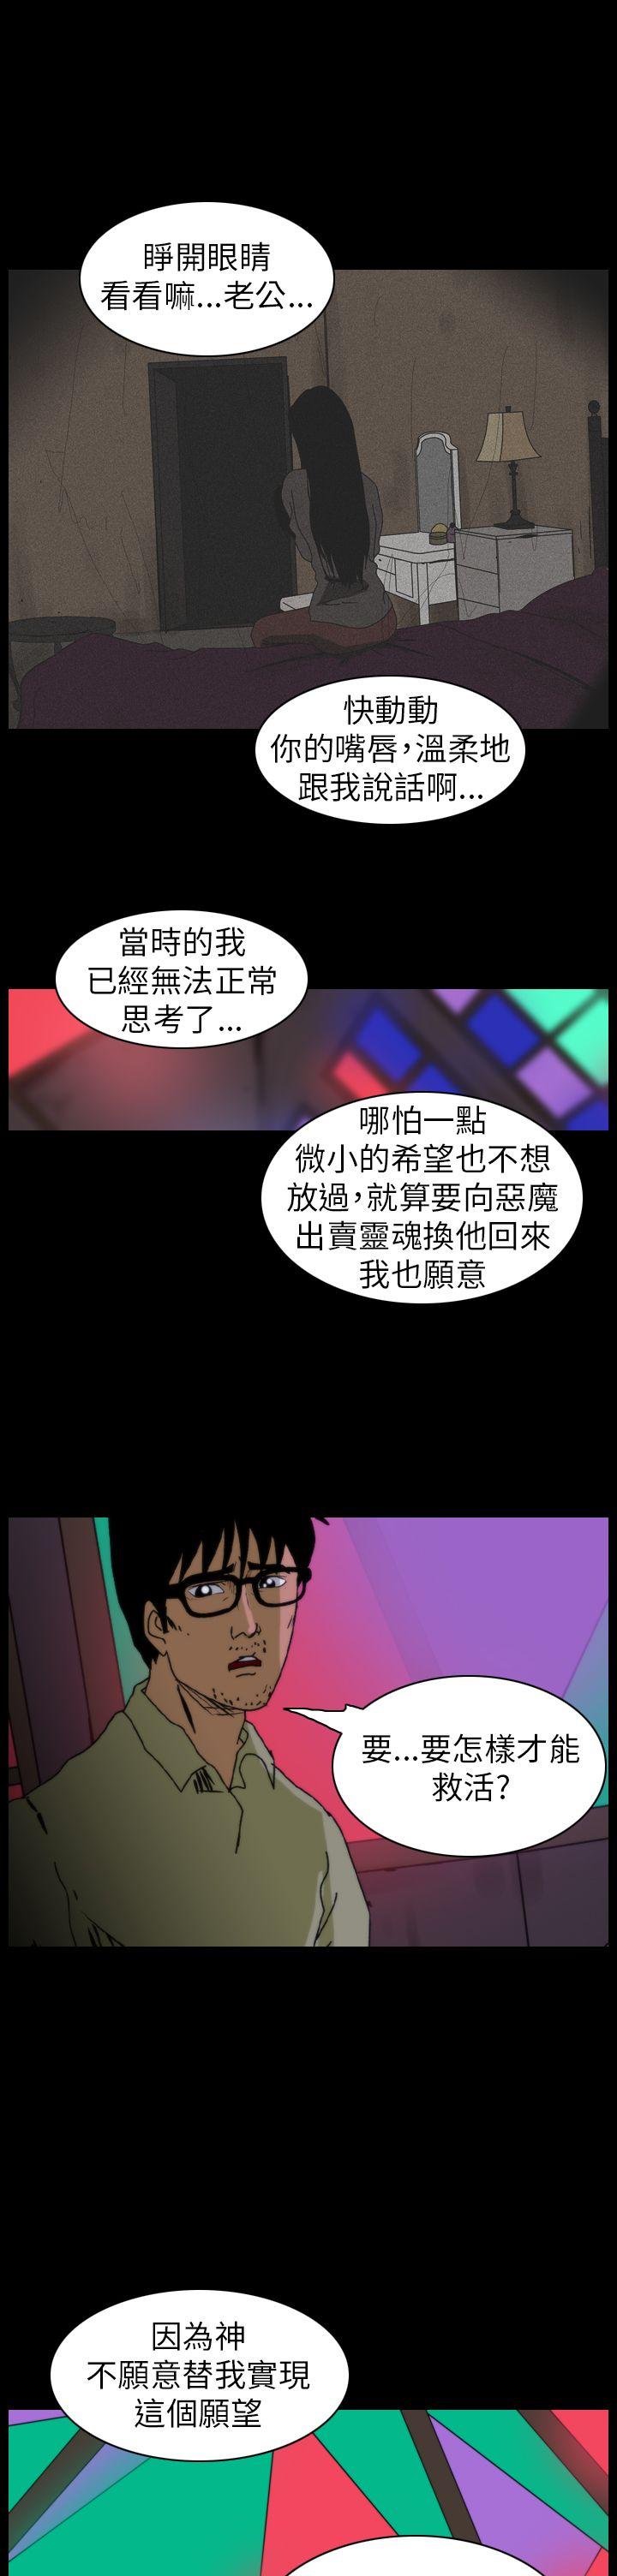 睜開眼睛
看看嘛...老公...
快動動
你的嘴唇，溫柔地
跟我說話啊...
當時的我
已經無法正常
思考了...
哪怕一點
微小的希望也不想
放過，就算要向惡魔
出賣靈魂換他回來
我也願意
要...要怎樣才能
救活?
因為神
不願意替我實現
這個願望